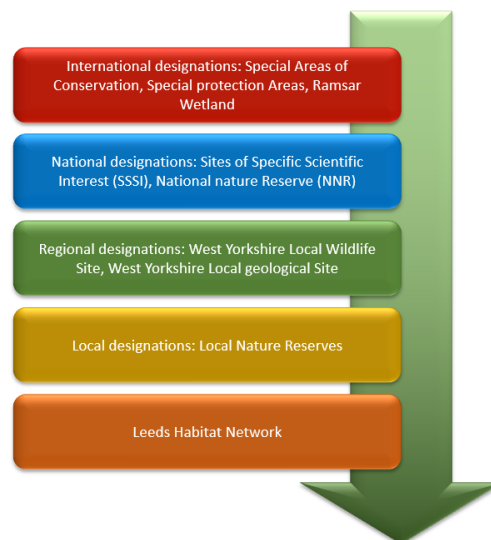 International designations: Special Areas of
Conservation, Special protection Areas, Ramsar
Wetland
National designations: Sites of Specific Scientific
Interest (SSSI), National nature Reserve (NNR)
Regional designations: West Yorkshire Local Wildlife
Site, West Yorkshire Local geological Site
Local designations: Local Nature Reserves
Leeds Habitat Network